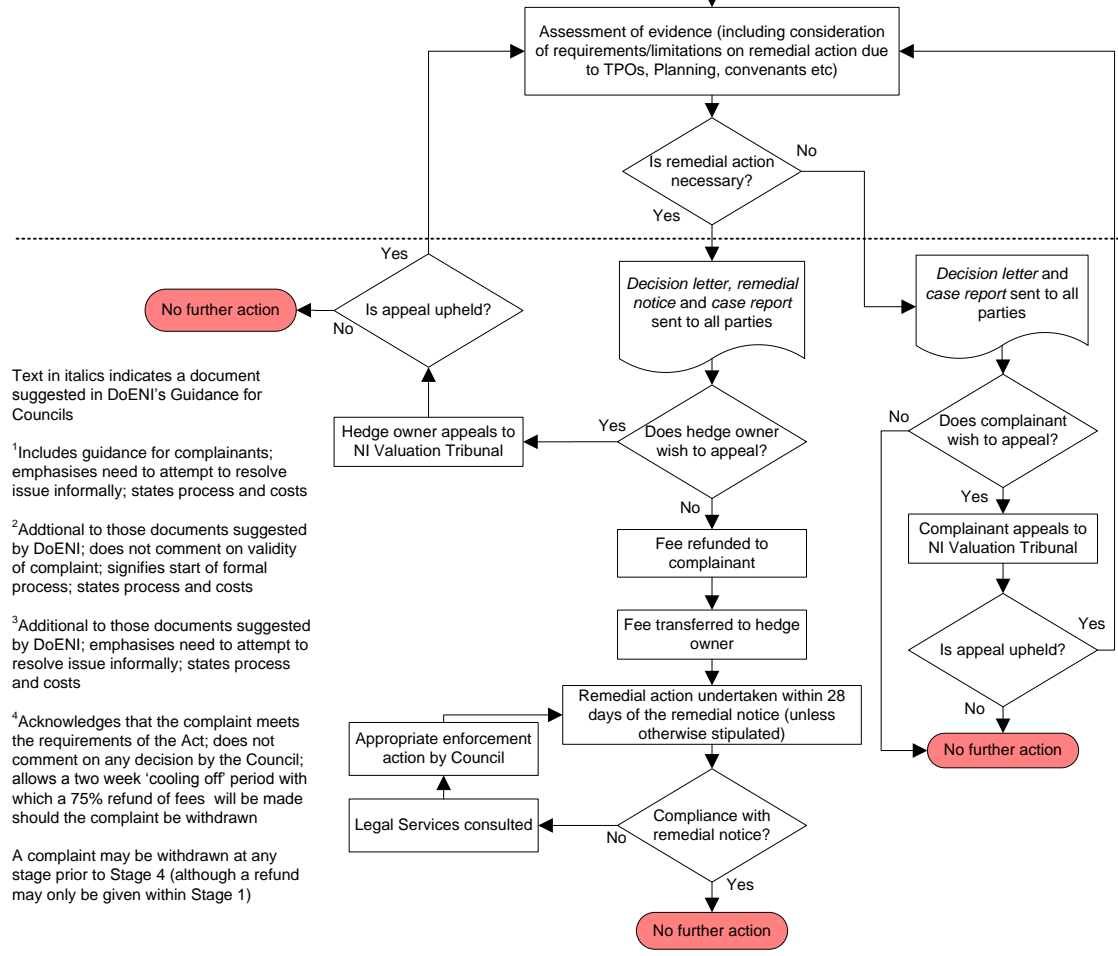 Assessment of evidence (including consideration
of requirements/limitations on remedial action due
to TPOs, Planning, convenants etc)
Is remedial action
necessary?
No
Yes
Decision letter, remedial
notice and case report
sent to all parties
Decision letter and
case report sent to all
parties
Yes
Is appeal upheld?
No
No further action
Text in italics indicates a document
suggested in DoENI's Guidance for
Councils
1Includes guidance for complainants;
emphasises need to attempt to resolve
issue informally; states process and costs
2Addtional to those documents suggested
by DoENI; does not comment on validity
of complaint; signifies start of formal
process; states process and costs
3Additional to those documents suggested
by DoENI; emphasises need to attempt to
resolve issue informally; states process
and costs
4Acknowledges that the complaint meets
the requirements of the Act; does not
comment on any decision by the Council;
allows a two week 'cooling off' period with
which a 75% refund of fees will be made
should the complaint be withdrawn
A complaint may be withdrawn at any
stage prior to Stage 4 (although a refund
may only be given within Stage 1)
Hedge owner appeals to
NI Valuation Tribunal
Yes
Does hedge owner
wish to appeal?
No
Fee refunded to
complainant
Fee transferred to hedge
owner
Remedial action undertaken within 28
days of the remedial notice (unless
otherwise stipulated)
Appropriate enforcement
action by Council
Legal Services consulted
No
Compliance with
remedial notice?
Yes
No further action
No
Does complainant
wish to appeal?
Yes
Complainant appeals to
NI Valuation Tribunal
Is appeal upheld?
Yes
No
No further action